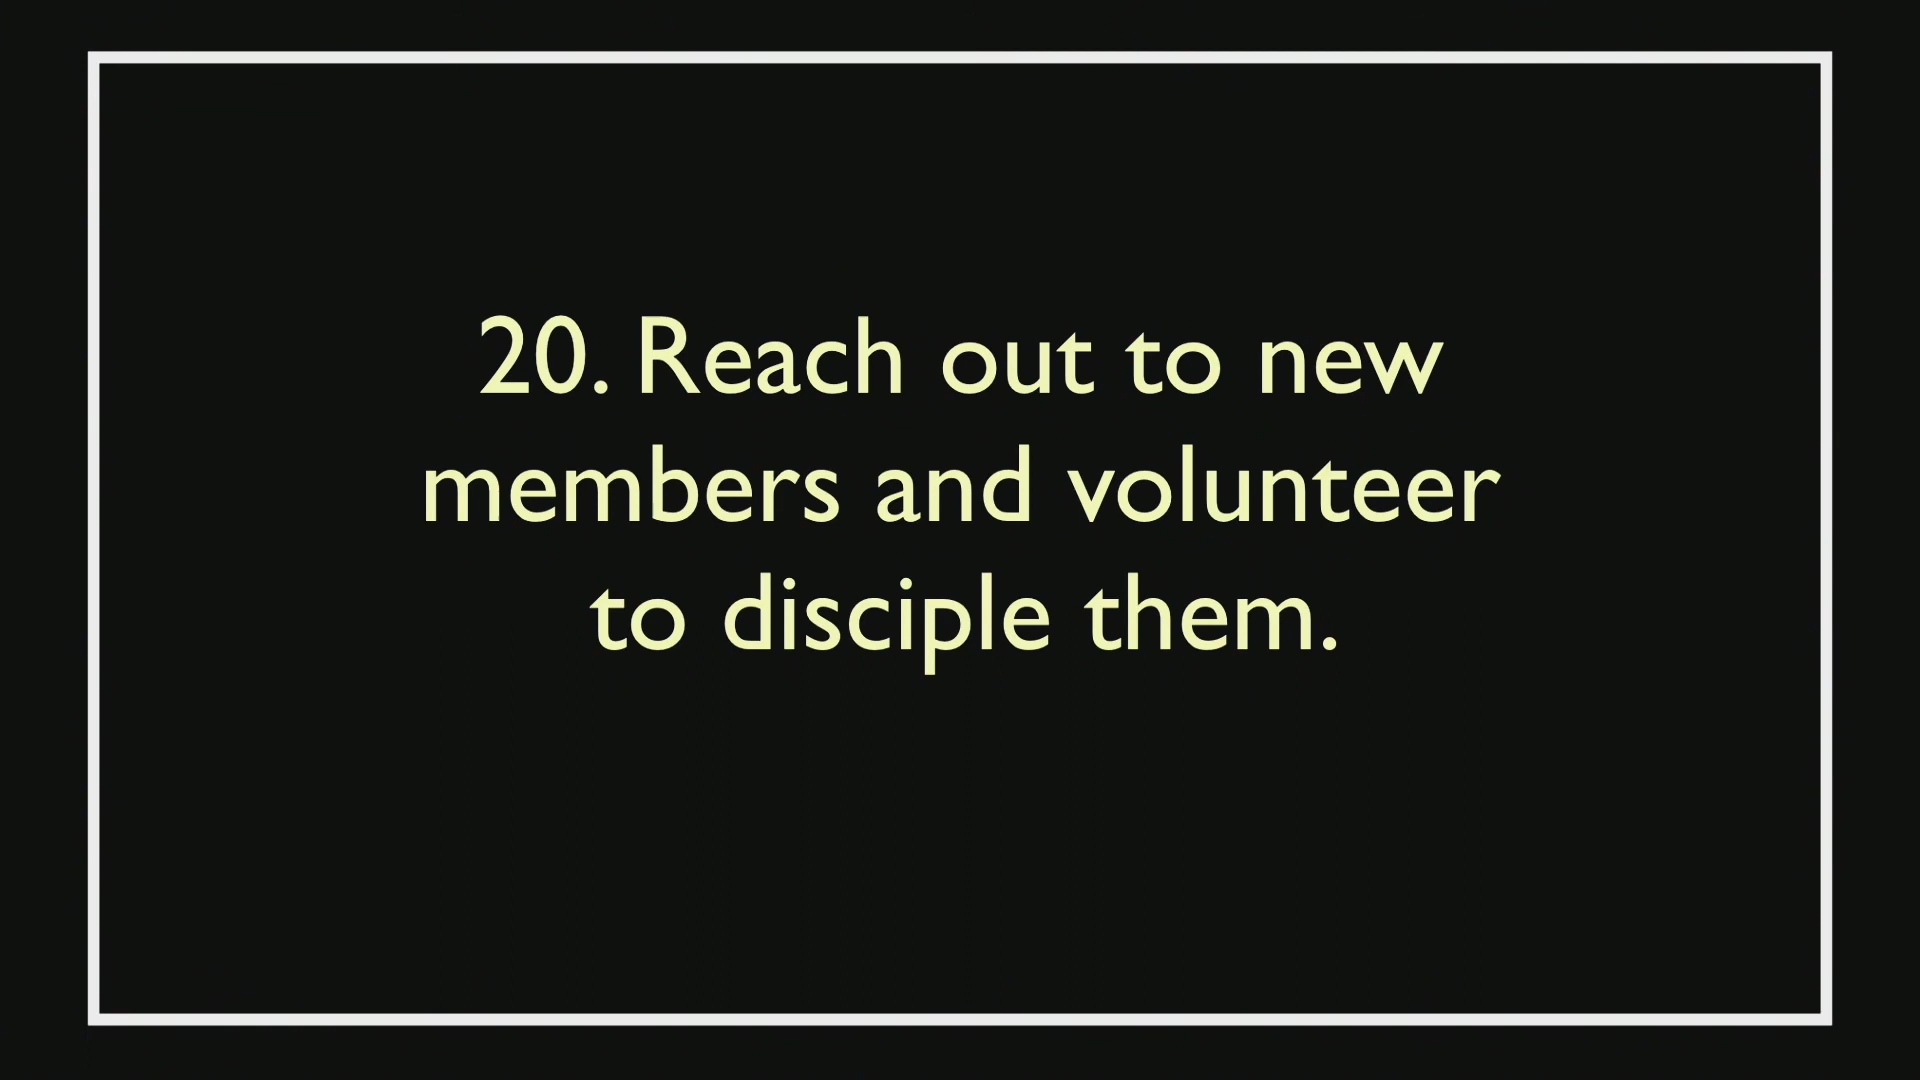 20. Reach out to new
members and volunteer
to disciple them.